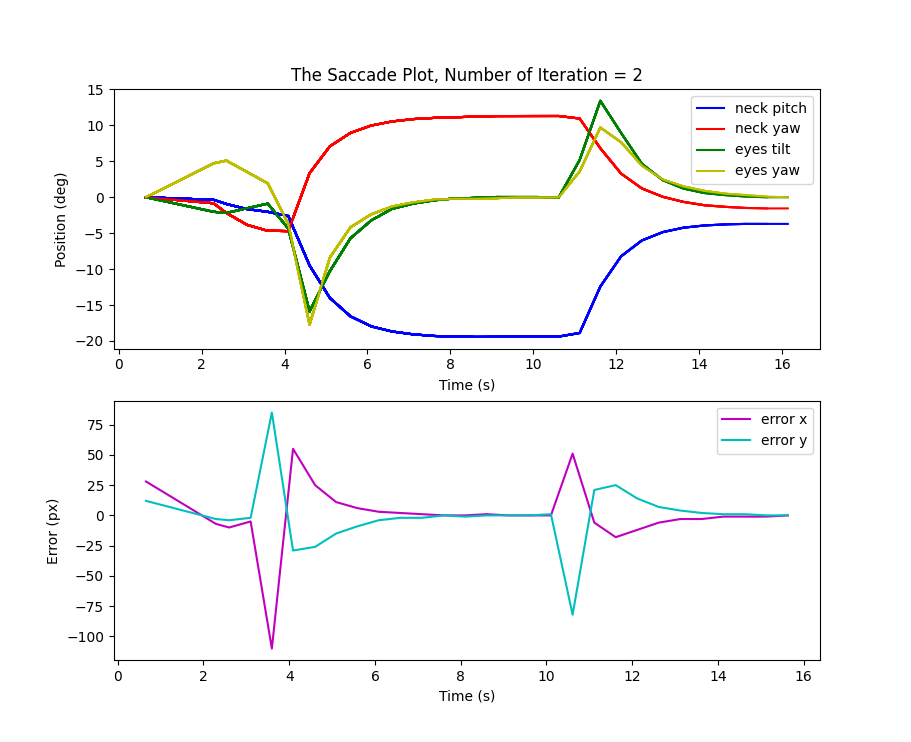 The Saccade Plot, Number of Iteration = 2
15
10
5
0
−5
−10
−15
−20
Position (deg)
neck pitch
neck yaw
eyes tilt
eyes yaw
0 2 4 6 8 10 12 14 16
Time (s)
75
50
25
0
−25
−50
−75
−100
Error (px)
error x
error y
0 2 4 6 8 10 12 14 16
Time (s)